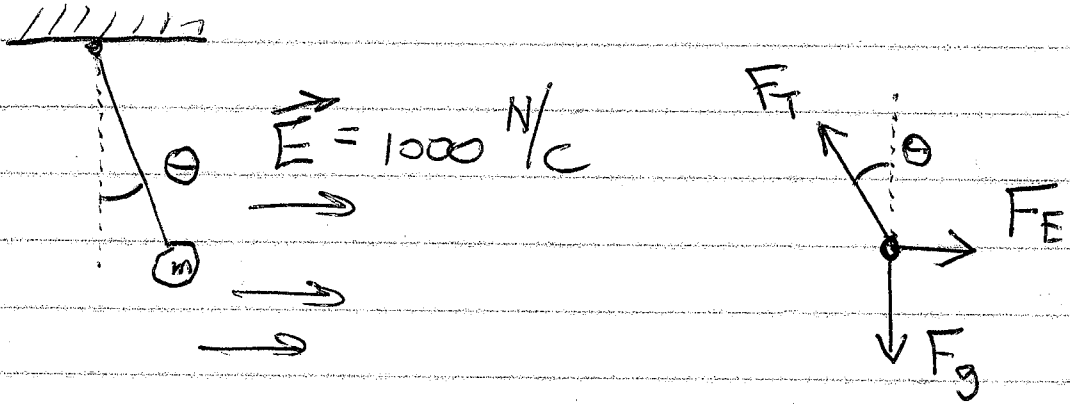 F_T
θ
E⃗ = 1000 N/C
θ
F_E
m
F_g